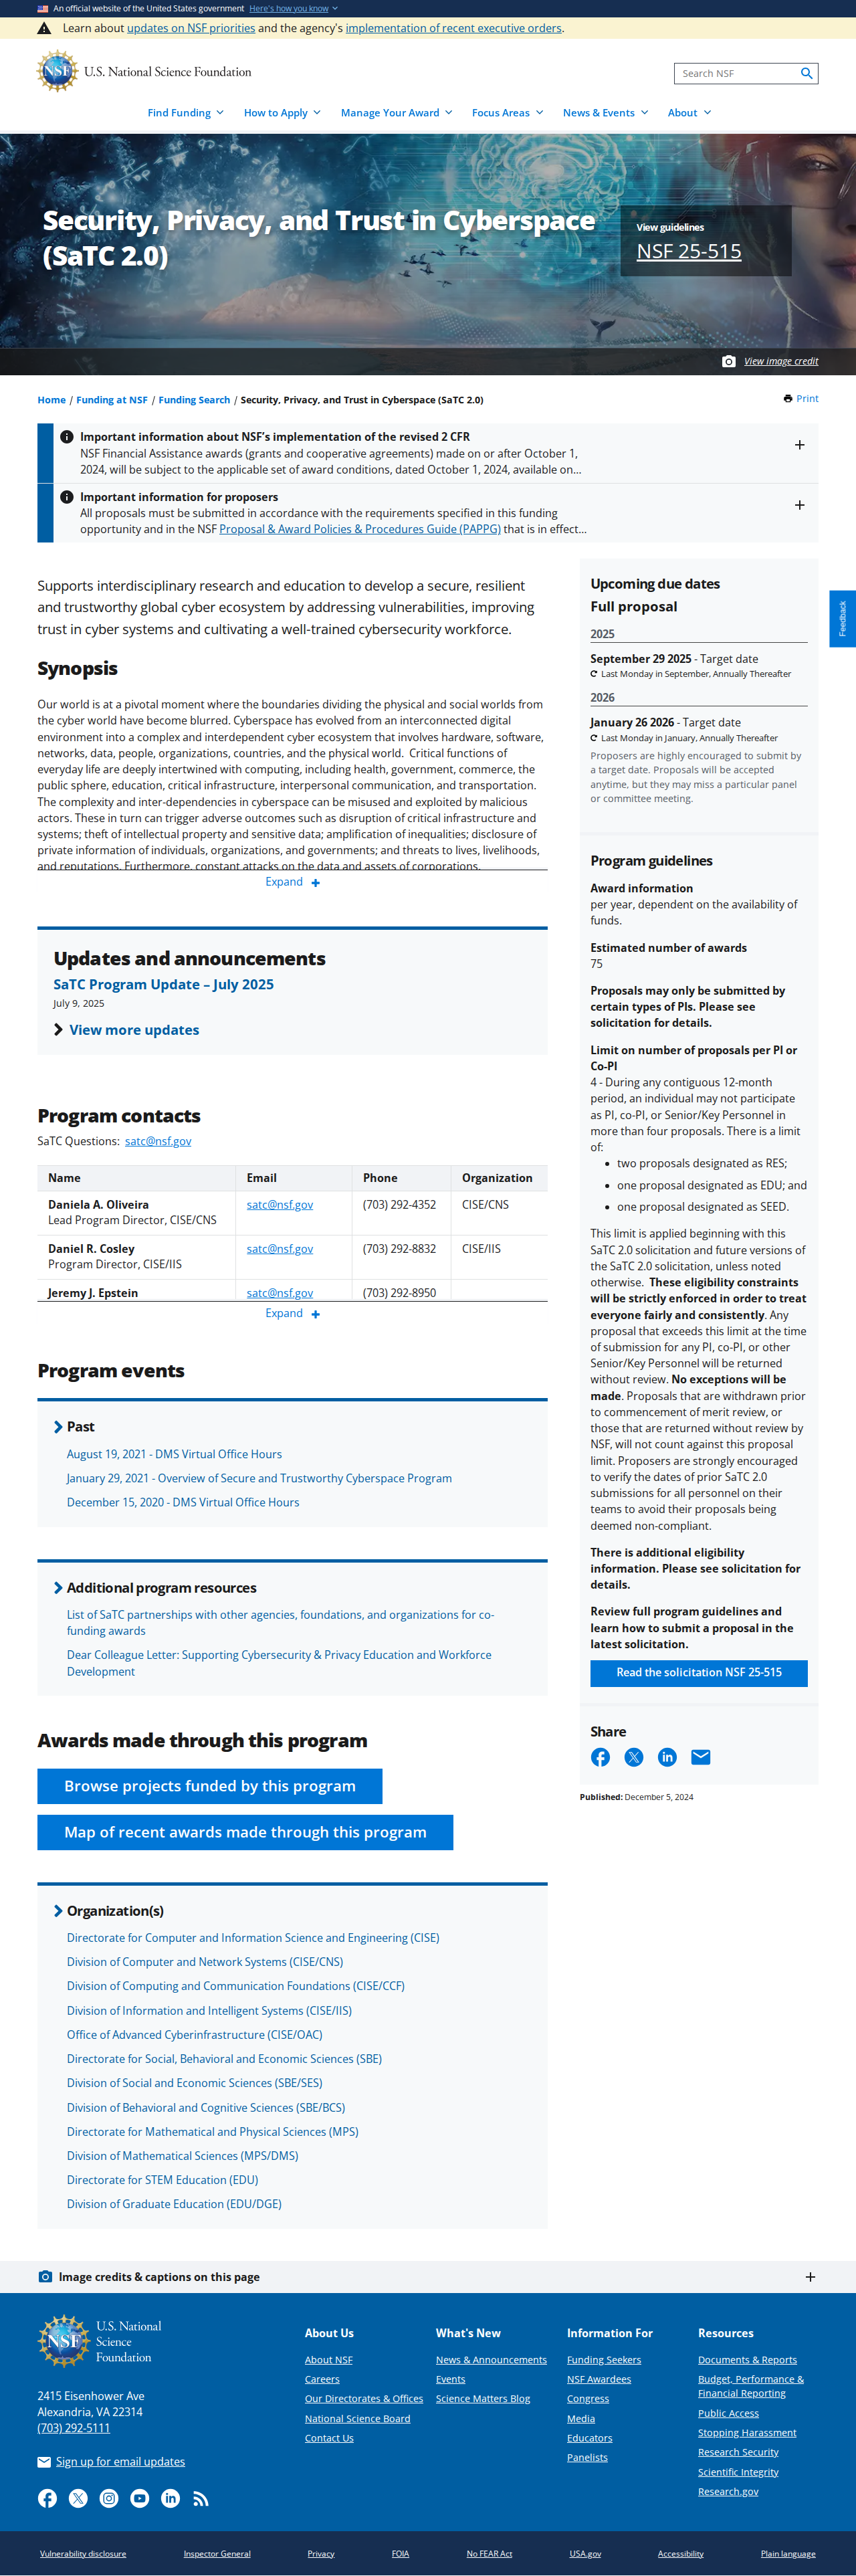 An official website of the United States government Here's how you know
Learn about updates on NSF priorities and the agency's implementation of recent executive orders.
NSF U.S. National Science Foundation
Search NSF
Find Funding How to Apply Manage Your Award Focus Areas News & Events About
Security, Privacy, and Trust in Cyberspace
(SaTC 2.0)
View guidelines
NSF 25-515
View image credit
Home / Funding at NSF / Funding Search / Security, Privacy, and Trust in Cyberspace (SaTC 2.0)
Print
Important information about NSF's implementation of the revised 2 CFR
NSF Financial Assistance awards (grants and cooperative agreements) made on or after October 1,
2024, will be subject to the applicable set of award conditions, dated October 1, 2024, available on...
Important information for proposers
All proposals must be submitted in accordance with the requirements specified in this funding
opportunity and in the NSF Proposal & Award Policies & Procedures Guide (PAPPG) that is in effect...
Supports interdisciplinary research and education to develop a secure, resilient
and trustworthy global cyber ecosystem by addressing vulnerabilities, improving
trust in cyber systems and cultivating a well-trained cybersecurity workforce.
Synopsis
Our world is at a pivotal moment where the boundaries dividing the physical and social worlds from
the cyber world have become blurred. Cyberspace has evolved from an interconnected digital
environment into a complex and interdependent cyber ecosystem that involves hardware, software,
networks, data, people, organizations, countries, and the physical world. Critical functions of
everyday life are deeply intertwined with computing, including health, government, commerce, the
public sphere, education, critical infrastructure, interpersonal communication, and transportation.
The complexity and inter-dependencies in cyberspace can be misused and exploited by malicious
actors. These in turn can trigger adverse outcomes such as disruption of critical infrastructure and
systems; theft of intellectual property and sensitive data; amplification of inequalities; disclosure of
private information of individuals, organizations, and governments; and threats to lives, livelihoods,
and reputations. Furthermore, constant attacks on the data and assets of corporations,
Expand
Updates and announcements
SaTC Program Update – July 2025
July 9, 2025
View more updates
Program contacts
SaTC Questions: satc@nsf.gov
Name Email Phone Organization
Daniela A. Oliveira satc@nsf.gov (703) 292-4352 CISE/CNS
Lead Program Director, CISE/CNS
Daniel R. Cosley satc@nsf.gov (703) 292-8832 CISE/IIS
Program Director, CISE/IIS
Jeremy J. Epstein satc@nsf.gov (703) 292-8950
Expand
Program events
Past
August 19, 2021 - DMS Virtual Office Hours
January 29, 2021 - Overview of Secure and Trustworthy Cyberspace Program
December 15, 2020 - DMS Virtual Office Hours
Additional program resources
List of SaTC partnerships with other agencies, foundations, and organizations for co-
funding awards
Dear Colleague Letter: Supporting Cybersecurity & Privacy Education and Workforce
Development
Awards made through this program
Browse projects funded by this program
Map of recent awards made through this program
Organization(s)
Directorate for Computer and Information Science and Engineering (CISE)
Division of Computer and Network Systems (CISE/CNS)
Division of Computing and Communication Foundations (CISE/CCF)
Division of Information and Intelligent Systems (CISE/IIS)
Office of Advanced Cyberinfrastructure (CISE/OAC)
Directorate for Social, Behavioral and Economic Sciences (SBE)
Division of Social and Economic Sciences (SBE/SES)
Division of Behavioral and Cognitive Sciences (SBE/BCS)
Directorate for Mathematical and Physical Sciences (MPS)
Division of Mathematical Sciences (MPS/DMS)
Directorate for STEM Education (EDU)
Division of Graduate Education (EDU/DGE)
Upcoming due dates
Full proposal
2025
September 29 2025 - Target date
Last Monday in September, Annually Thereafter
2026
January 26 2026 - Target date
Last Monday in January, Annually Thereafter
Proposers are highly encouraged to submit by
a target date. Proposals will be accepted
anytime, but they may miss a particular panel
or committee meeting.
Feedback
Program guidelines
Award information
per year, dependent on the availability of
funds.
Estimated number of awards
75
Proposals may only be submitted by
certain types of PIs. Please see
solicitation for details.
Limit on number of proposals per PI or
Co-PI
4 - During any contiguous 12-month
period, an individual may not participate
as PI, co-PI, or Senior/Key Personnel in
more than four proposals. There is a limit
of:
• two proposals designated as RES;
• one proposal designated as EDU; and
• one proposal designated as SEED.
This limit is applied beginning with this
SaTC 2.0 solicitation and future versions of
the SaTC 2.0 solicitation, unless noted
otherwise. These eligibility constraints
will be strictly enforced in order to treat
everyone fairly and consistently. Any
proposal that exceeds this limit at the time
of submission for any PI, co-PI, or other
Senior/Key Personnel will be returned
without review. No exceptions will be
made. Proposals that are withdrawn prior
to commencement of merit review, or
those that are returned without review by
NSF, will not count against this proposal
limit. Proposers are strongly encouraged
to verify the dates of prior SaTC 2.0
submissions for all personnel on their
teams to avoid their proposals being
deemed non-compliant.
There is additional eligibility
information. Please see solicitation for
details.
Review full program guidelines and
learn how to submit a proposal in the
latest solicitation.
Read the solicitation NSF 25-515
Share
Published: December 5, 2024
Image credits & captions on this page
NSF U.S. National
Science
Foundation
2415 Eisenhower Ave
Alexandria, VA 22314
(703) 292-5111
Sign up for email updates
About Us
About NSF
Careers
Our Directorates & Offices
National Science Board
Contact Us
What's New
News & Announcements
Events
Science Matters Blog
Information For
Funding Seekers
NSF Awardees
Congress
Media
Educators
Panelists
Resources
Documents & Reports
Budget, Performance &
Financial Reporting
Public Access
Stopping Harassment
Research Security
Scientific Integrity
Research.gov
Vulnerability disclosure Inspector General Privacy FOIA No FEAR Act USA.gov Accessibility Plain language